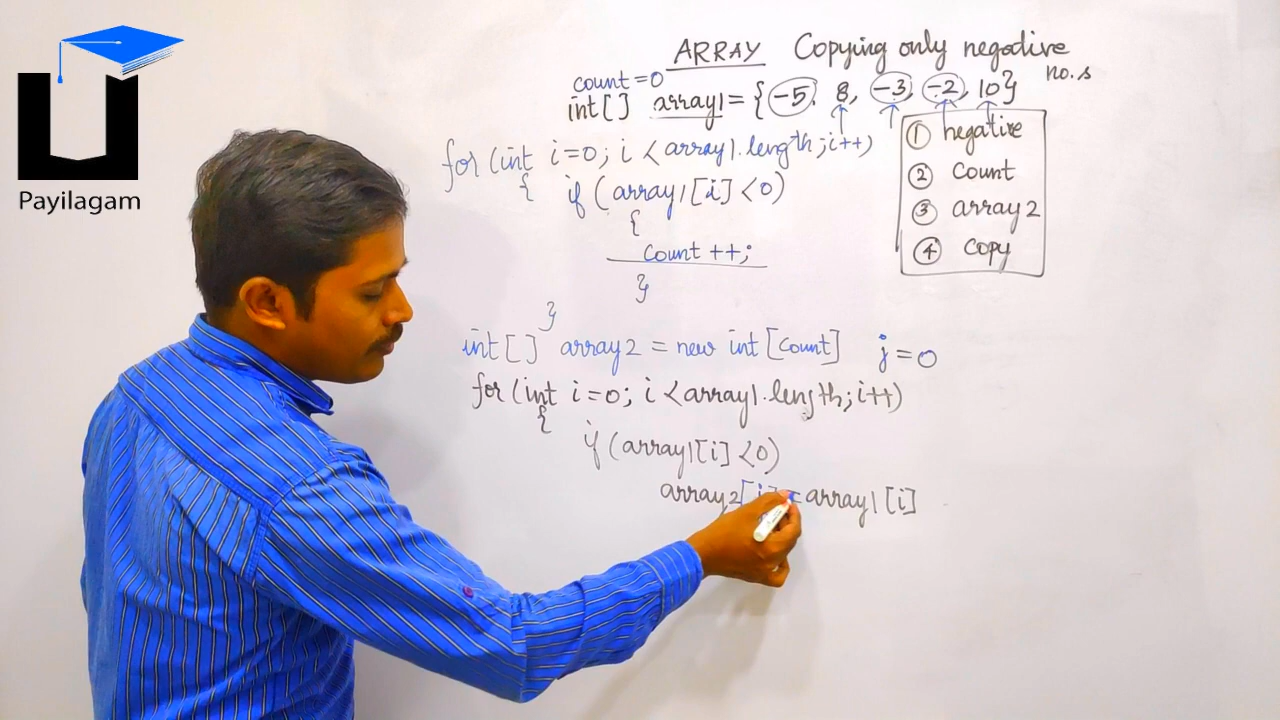 Payilagam
ARRAY Copying only negative
no.s
count=0
int[] array1 = {-5, 8, -3, -2, 10}
for (int i=0; i < array1.length; i++)
{ if (array1[i] <0)
{
count ++;
}
}
① negative
② Count
③ array2
④ copy
int[] array2 = new int[count] j=0
for (int i=0; i <array1.length; i++)
{
if (array1[i] <0)
array2[j] = array1[i]